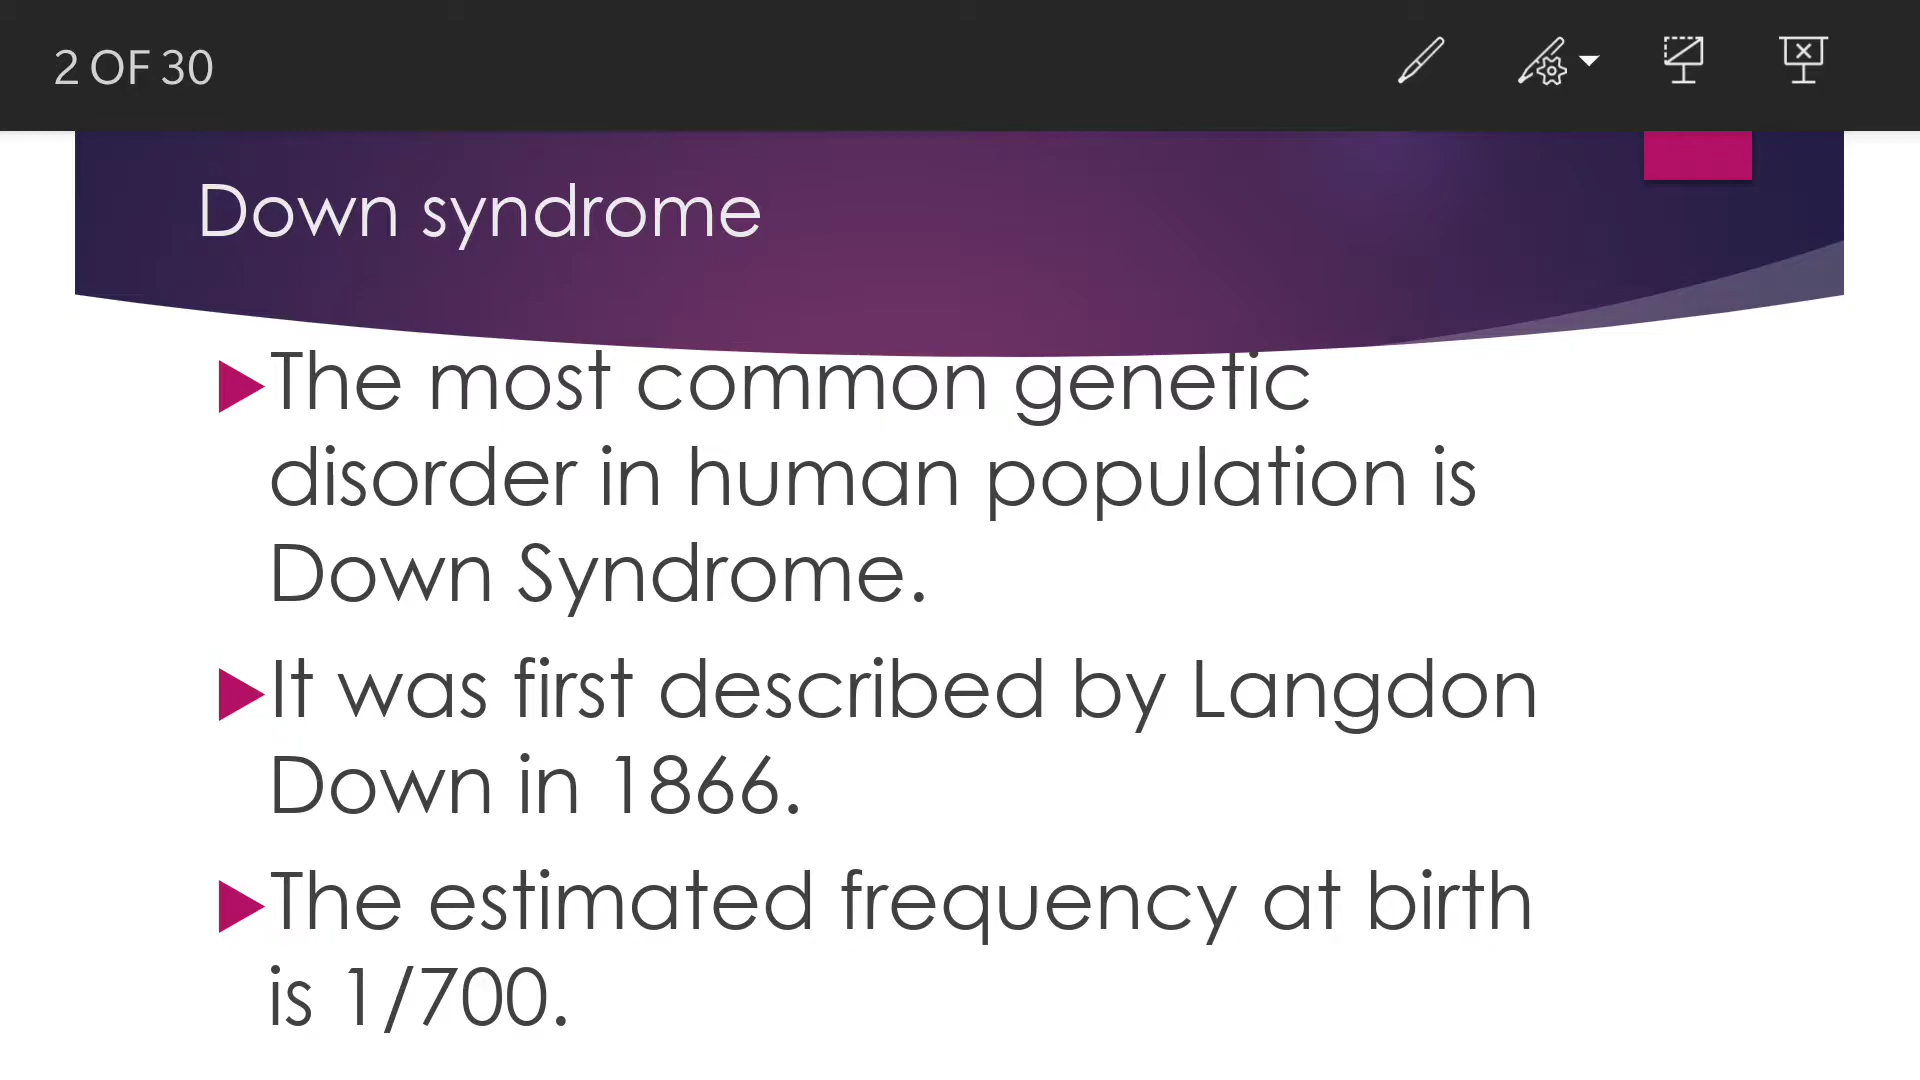 2 OF 30
Down syndrome
The most common genetic
disorder in human population is
Down Syndrome.
It was first described by Langdon
Down in 1866.
The estimated frequency at birth
is 1/700.